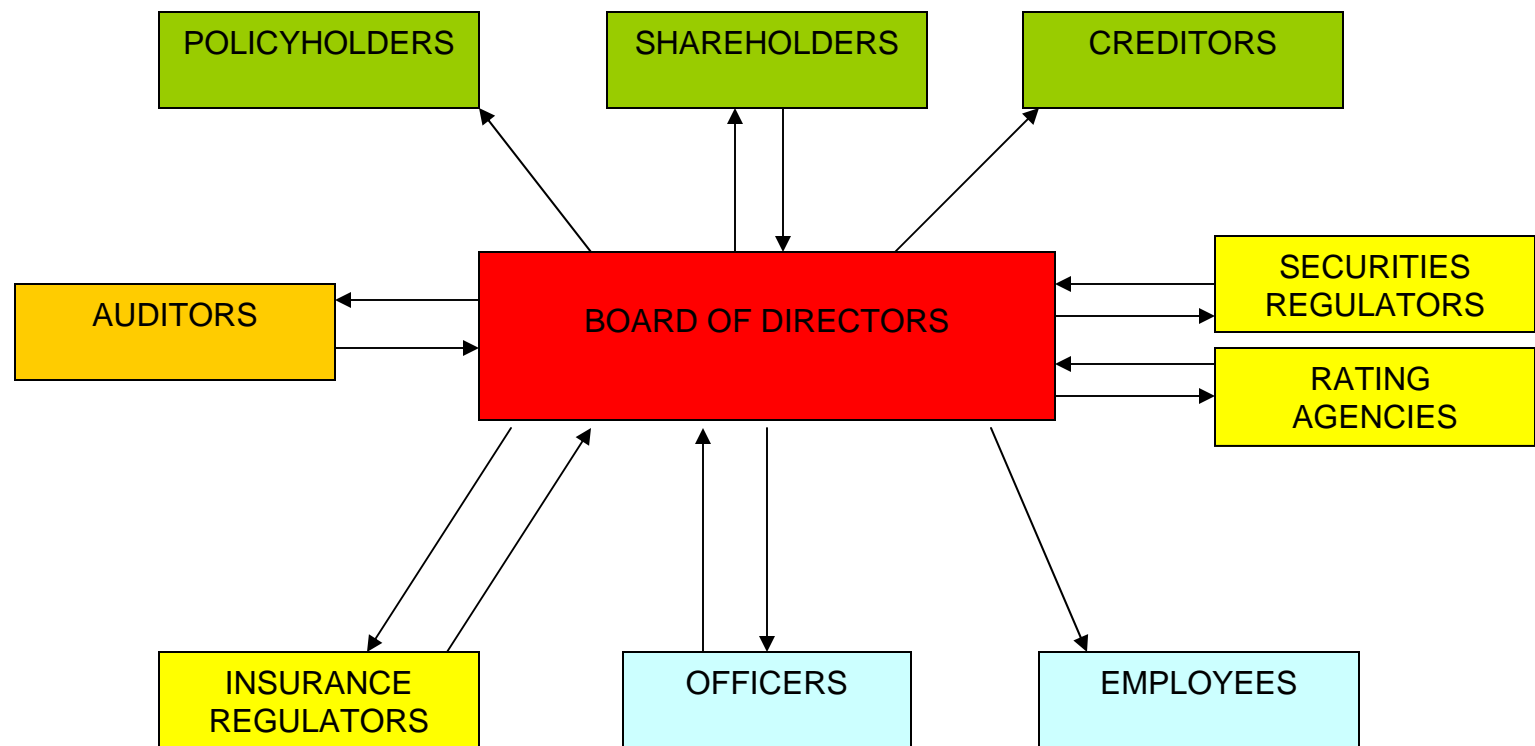 POLICYHOLDERS
SHAREHOLDERS
CREDITORS
SECURITIES
REGULATORS
AUDITORS
BOARD OF DIRECTORS
RATING
AGENCIES
INSURANCE
REGULATORS
OFFICERS
EMPLOYEES